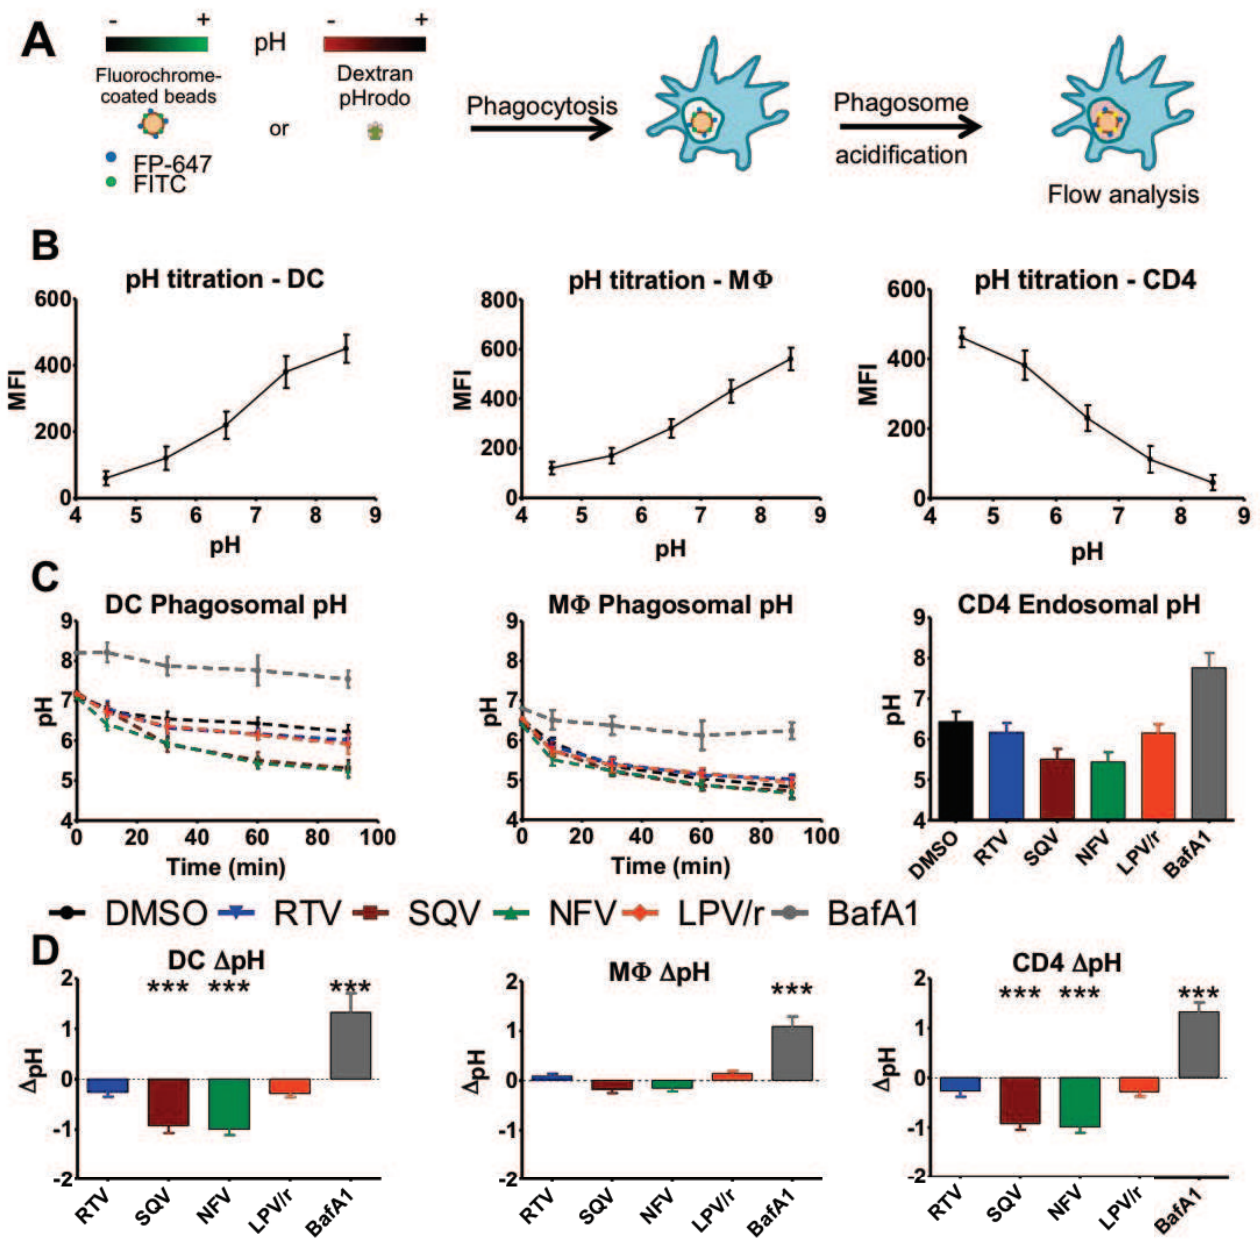 A
- +
pH
- +
Fluorochrome-
coated beads
or
Dextran
pHrodo
FP-647
FITC
Phagocytosis
Phagosome
acidification
Flow analysis
B
pH titration - DC
MFI
600
400
200
0
4 5 6 7 8 9
pH
pH titration - MΦ
MFI
800
600
400
200
0
4 5 6 7 8 9
pH
pH titration - CD4
MFI
600
400
200
0
4 5 6 7 8 9
pH
C
DC Phagosomal pH
pH
9
8
7
6
5
4
0 20 40 60 80 100
Time (min)
MΦ Phagosomal pH
pH
9
8
7
6
5
4
0 20 40 60 80 100
Time (min)
CD4 Endosomal pH
pH
9
8
7
6
5
4
DMSO RTV SQV NFV LPV/r BafA1
DMSO RTV SQV NFV LPV/r BafA1
D
DC ΔpH
*** *** ***
ΔpH
2
1
0
-1
-2
RTV SQV NFV LPV/r BafA1
MΦ ΔpH
***
ΔpH
2
1
0
-1
-2
RTV SQV NFV LPV/r BafA1
CD4 ΔpH
*** *** ***
ΔpH
2
1
0
-1
-2
RTV SQV NFV LPV/r BafA1